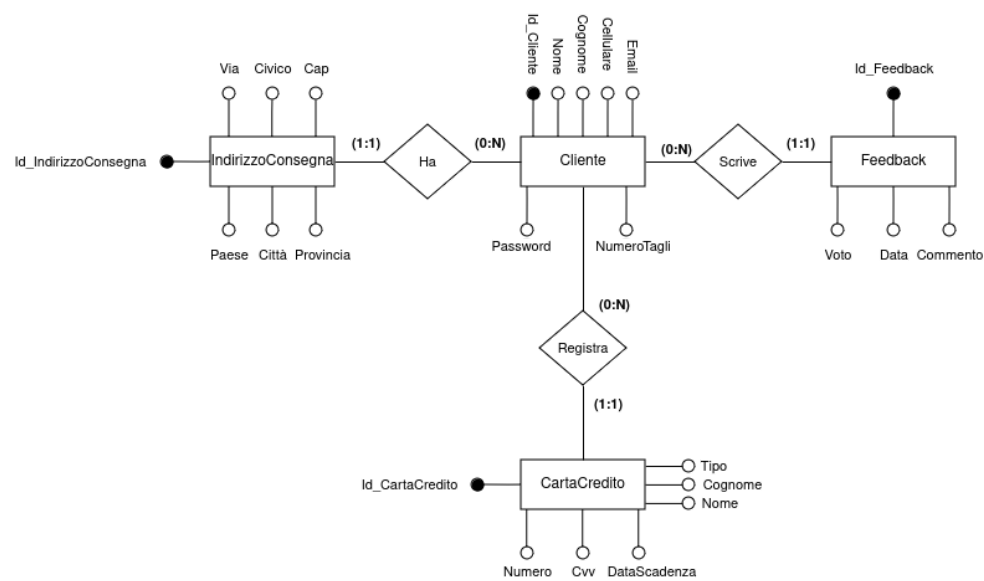 Id_Cliente
Nome
Cognome
Cellulare
Email
Via Civico Cap
Id_Feedback
Id_IndirizzoConsegna
IndirizzoConsegna
(1:1)
Ha
(0:N)
Cliente
(0:N)
Scrive
(1:1)
Feedback
Paese Città Provincia
Password
NumeroTagli
Voto Data Commento
(0:N)
Registra
(1:1)
Id_CartaCredito
CartaCredito
Tipo
Cognome
Nome
Numero Cvv DataScadenza